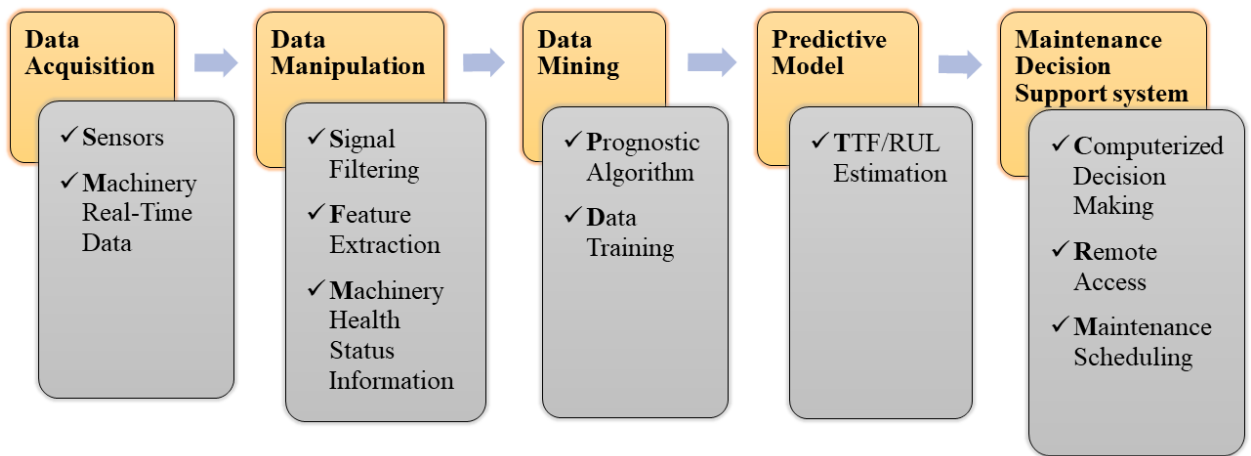 Data
Acquisition
✓ Sensors
✓ Machinery
Real-Time
Data
Data
Manipulation
✓ Signal
Filtering
✓ Feature
Extraction
✓ Machinery
Health
Status
Information
Data
Mining
✓ Prognostic
Algorithm
✓ Data
Training
Predictive
Model
✓ TTF/RUL
Estimation
Maintenance
Decision
Support system
✓ Computerized
Decision
Making
✓ Remote
Access
✓ Maintenance
Scheduling